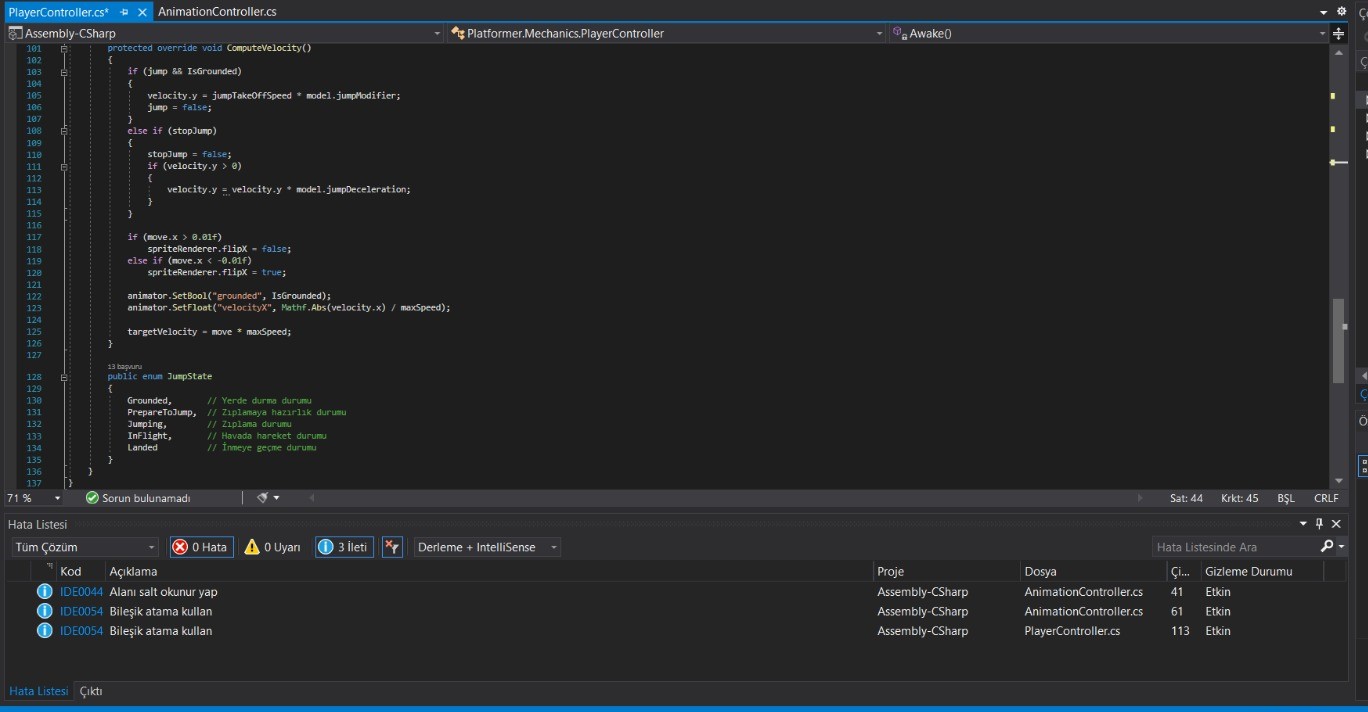 PlayerController.cs* AnimationController.cs
Assembly-CSharp Platformer.Mechanics.PlayerController Awake()
101 protected override void ComputeVelocity()
102 {
103 if (jump && IsGrounded)
104 {
105 velocity.y = jumpTakeOffSpeed * model.jumpModifier;
106 jump = false;
107 }
108 else if (stopJump)
109 {
110 stopJump = false;
111 if (velocity.y > 0)
112 {
113 velocity.y = velocity.y * model.jumpDeceleration;
114 }
115 }
116
117 if (move.x > 0.01f)
118 spriteRenderer.flipX = false;
119 else if (move.x < -0.01f)
120 spriteRenderer.flipX = true;
121
122 animator.SetBool("grounded", IsGrounded);
123 animator.SetFloat("velocityX", Mathf.Abs(velocity.x) / maxSpeed);
124
125 targetVelocity = move * maxSpeed;
126 }
127
13 başvuru
128 public enum JumpState
129 {
130 Grounded, // Yerde durma durumu
131 PrepareToJump, // Zıplamaya hazırlık durumu
132 Jumping, // Zıplama durumu
133 InFlight, // Havada hareket durumu
134 Landed // İnmeye geçme durumu
135 }
136 }
137 }
71 % Sorun bulunamadı Sat: 44 Krkt: 45 BŞL CRLF
Hata Listesi
Tüm Çözüm 0 Hata 0 Uyarı 3 İleti Derleme + IntelliSense Hata Listesinde Ara
Kod Açıklama Proje Dosya Çi... Gizleme Durumu
IDE0044 Alanı salt okunur yap Assembly-CSharp AnimationController.cs 41 Etkin
IDE0054 Bileşik atama kullan Assembly-CSharp AnimationController.cs 61 Etkin
IDE0054 Bileşik atama kullan Assembly-CSharp PlayerController.cs 113 Etkin
Hata Listesi Çıktı